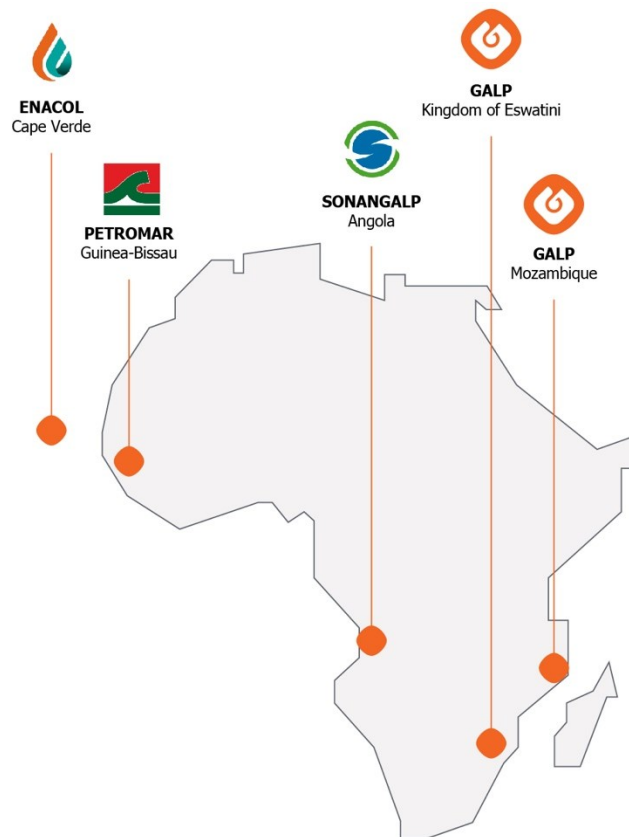 ENACOL
Cape Verde
PETROMAR
Guinea-Bissau
SONANGALP
Angola
GALP
Kingdom of Eswatini
GALP
Mozambique